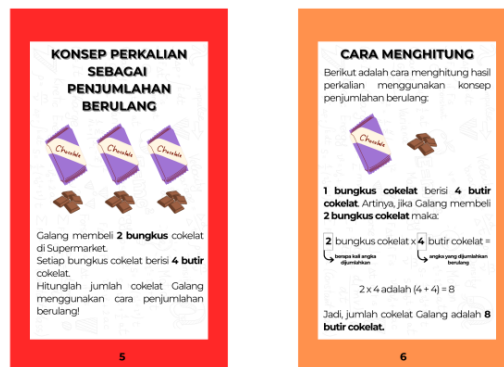 KONSEP PERKALIAN
SEBAGAI
PENJUMLAHAN
BERULANG
Chocolate Chocolate Chocolate
Galang membeli 2 bungkus cokelat
di Supermarket.
Setiap bungkus cokelat berisi 4 butir
cokelat.
Hitunglah jumlah cokelat Galang
menggunakan cara penjumlahan
berulang!
5
CARA MENGHITUNG
Berikut adalah cara menghitung hasil
perkalian menggunakan konsep
penjumlahan berulang:
Chocolate
1 bungkus cokelat berisi 4 butir
cokelat. Artinya, jika Galang membeli
2 bungkus cokelat maka:
2 bungkus cokelat x 4 butir cokelat =
berapa kali angka
dijumlahkan
angka yang dijumlahkan
berulang
2 x 4 adalah (4 + 4) = 8
Jadi, jumlah cokelat Galang adalah 8
butir cokelat.
6